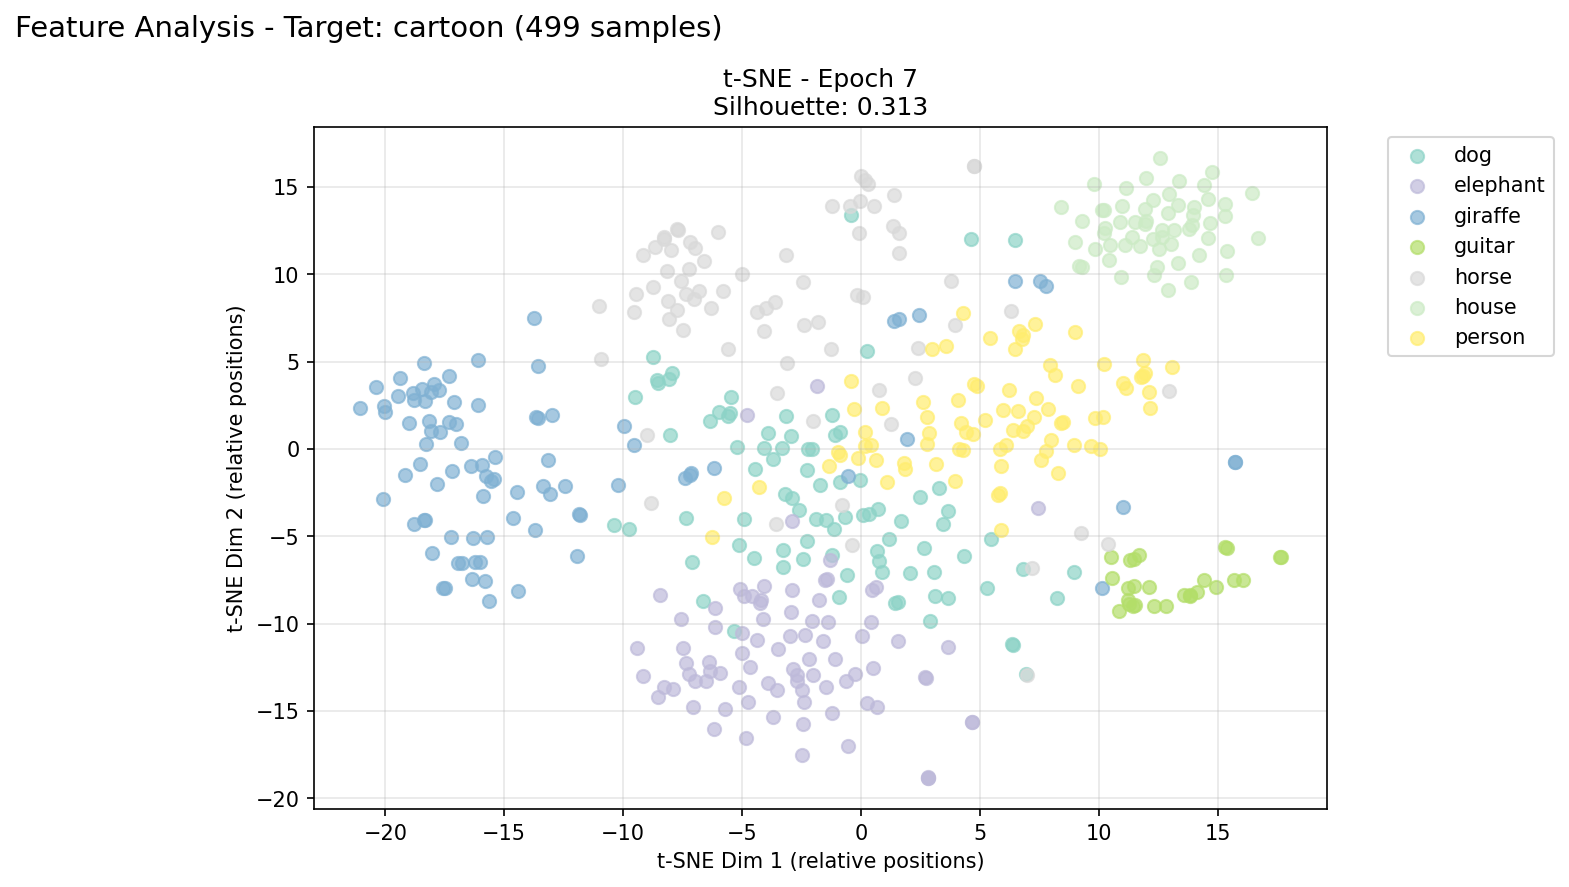 Feature Analysis - Target: cartoon (499 samples)
t-SNE - Epoch 7
Silhouette: 0.313
dog
elephant
giraffe
guitar
horse
house
person
t-SNE Dim 2 (relative positions)
15
10
5
0
−5
−10
−15
−20
−20
−15
−10
−5
0
5
10
15
t-SNE Dim 1 (relative positions)